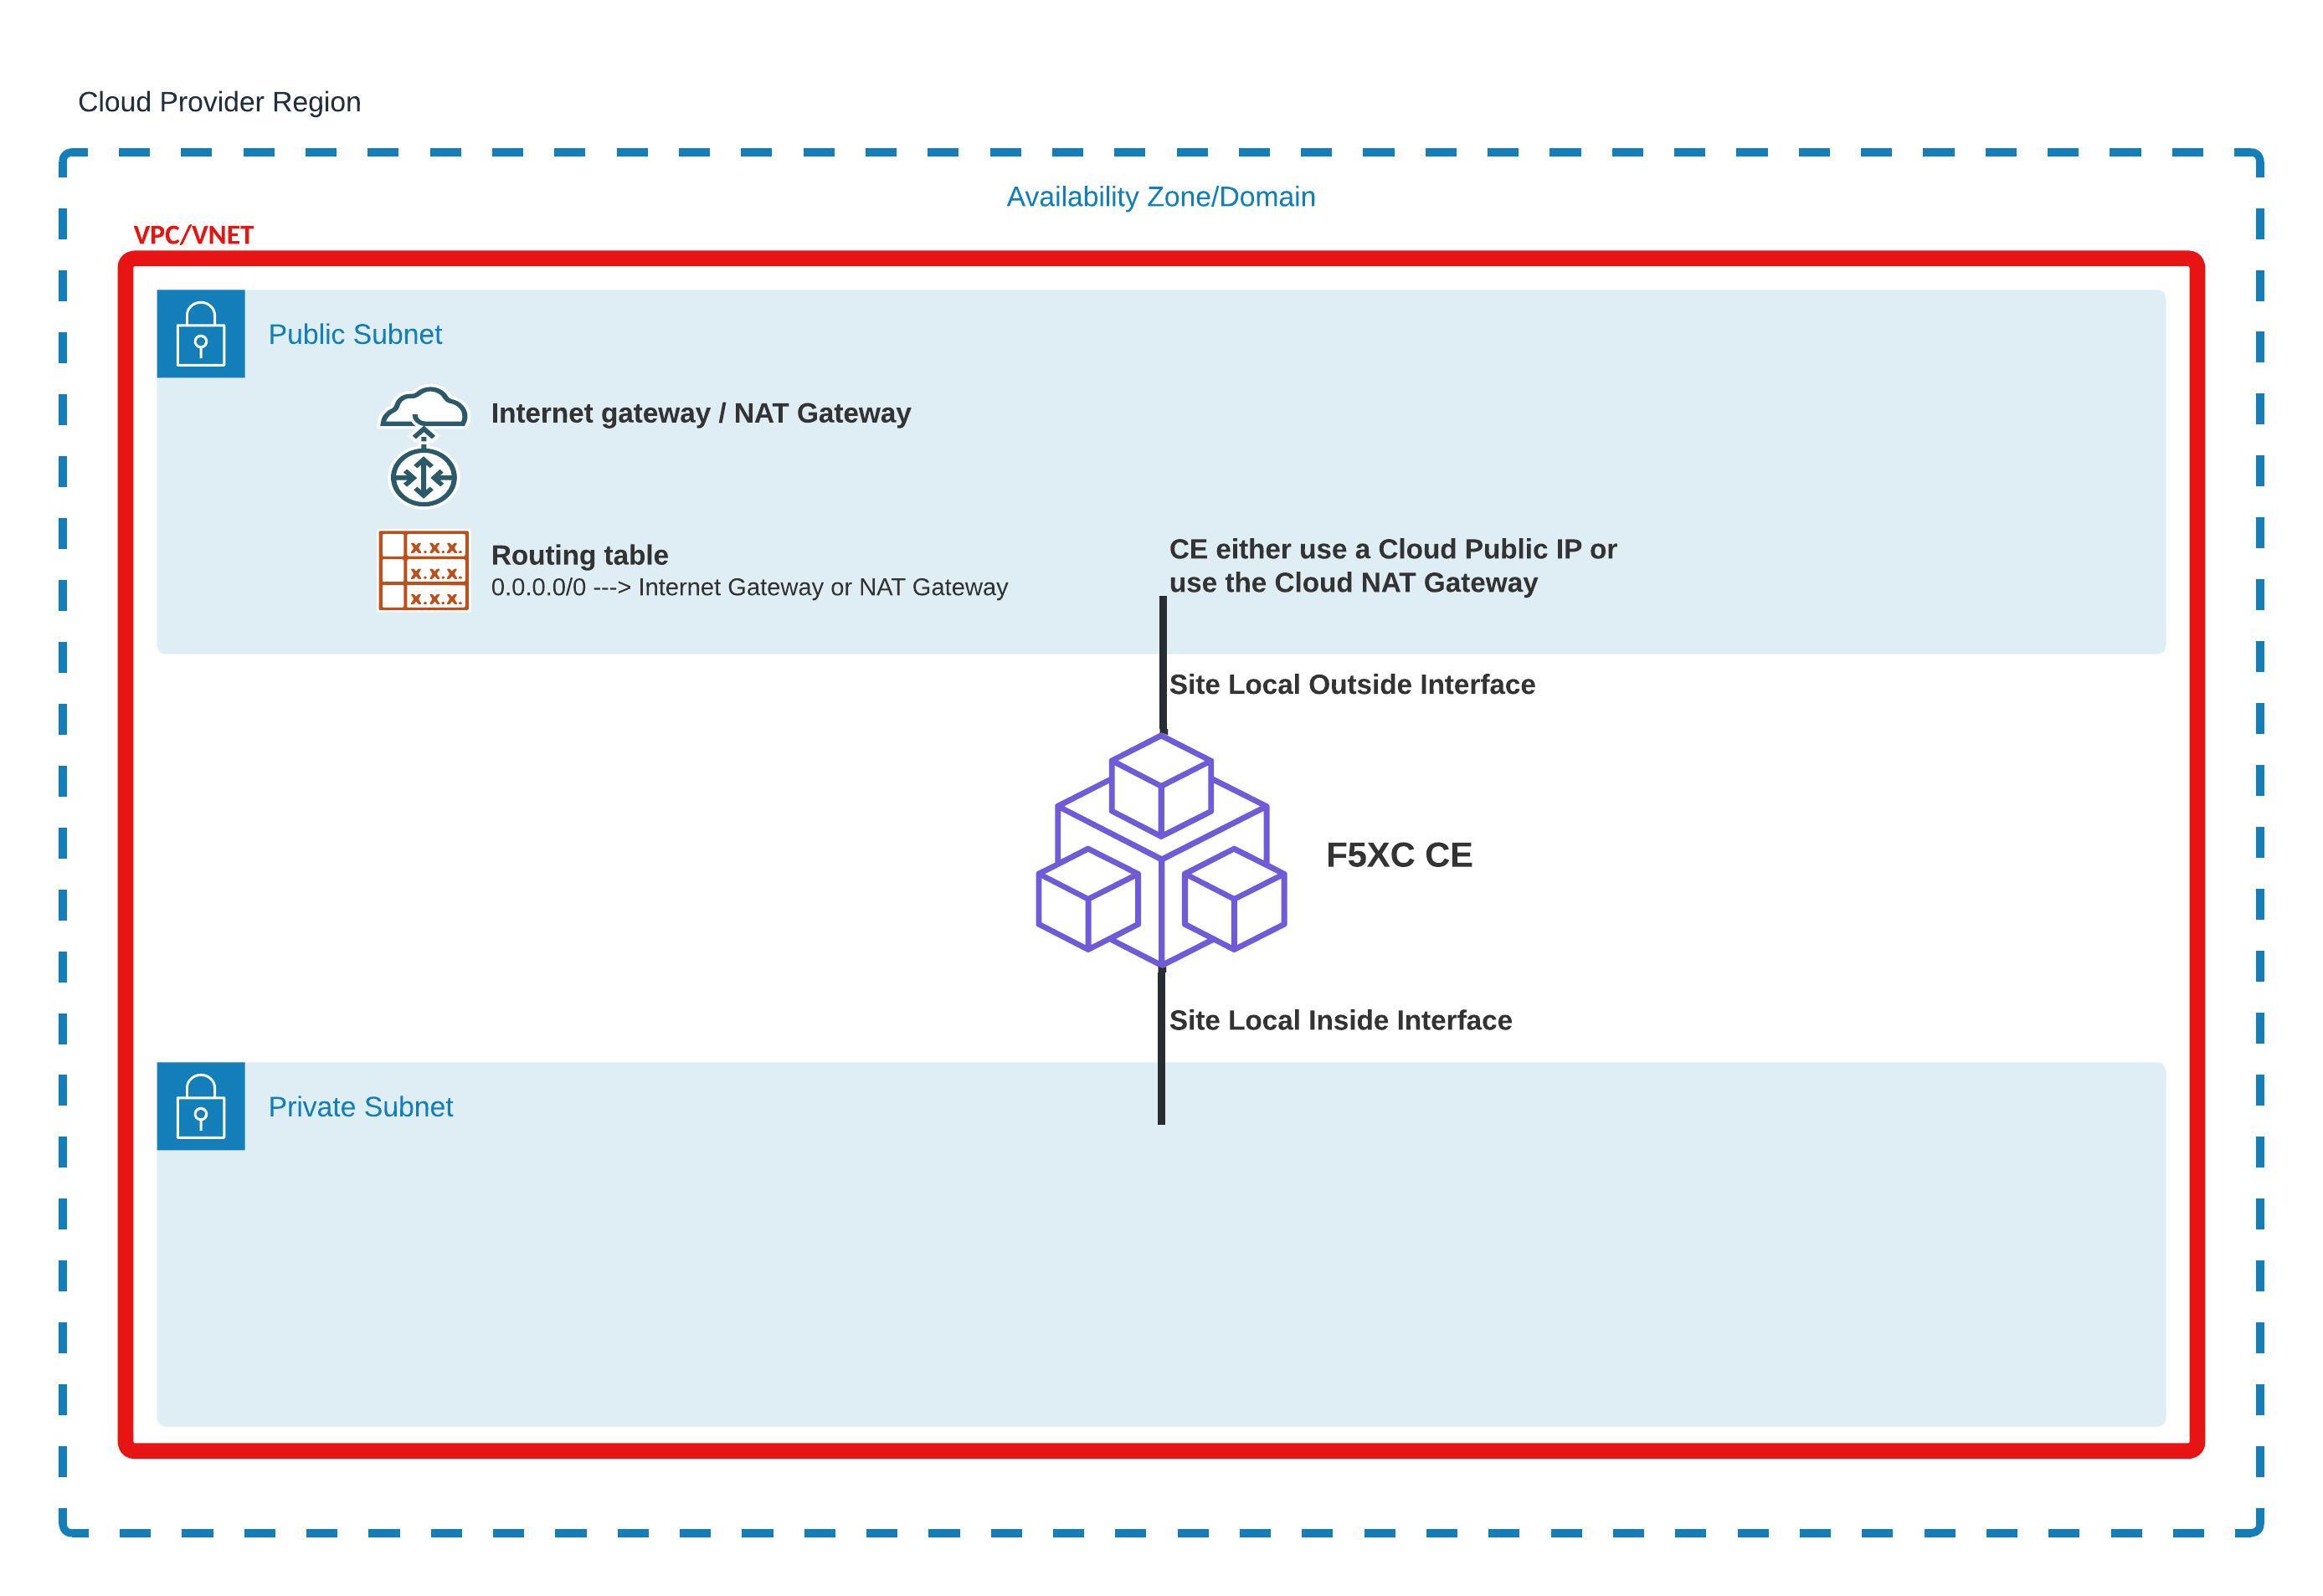 Cloud Provider Region
Availability Zone/Domain
VPC/VNET
Public Subnet
Internet gateway / NAT Gateway
x.x.x.
x.x.x.
x.x.x.
Routing table
0.0.0.0/0 ---> Internet Gateway or NAT Gateway
CE either use a Cloud Public IP or
use the Cloud NAT Gateway
Site Local Outside Interface
F5XC CE
Site Local Inside Interface
Private Subnet